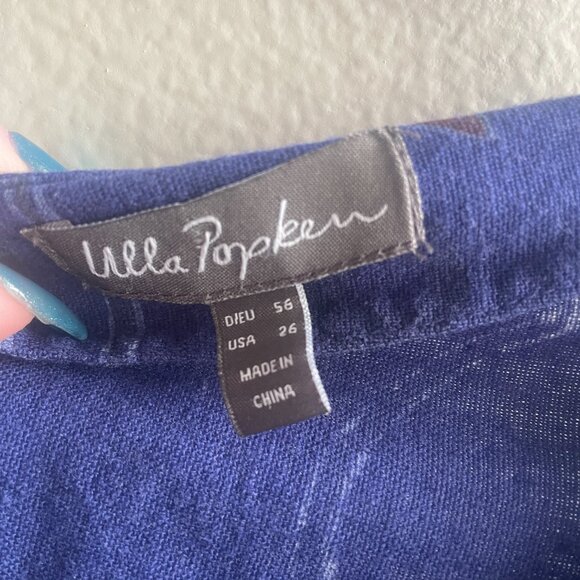 Ulla Popken
D/EU 56
USA 26
MADE IN
CHINA